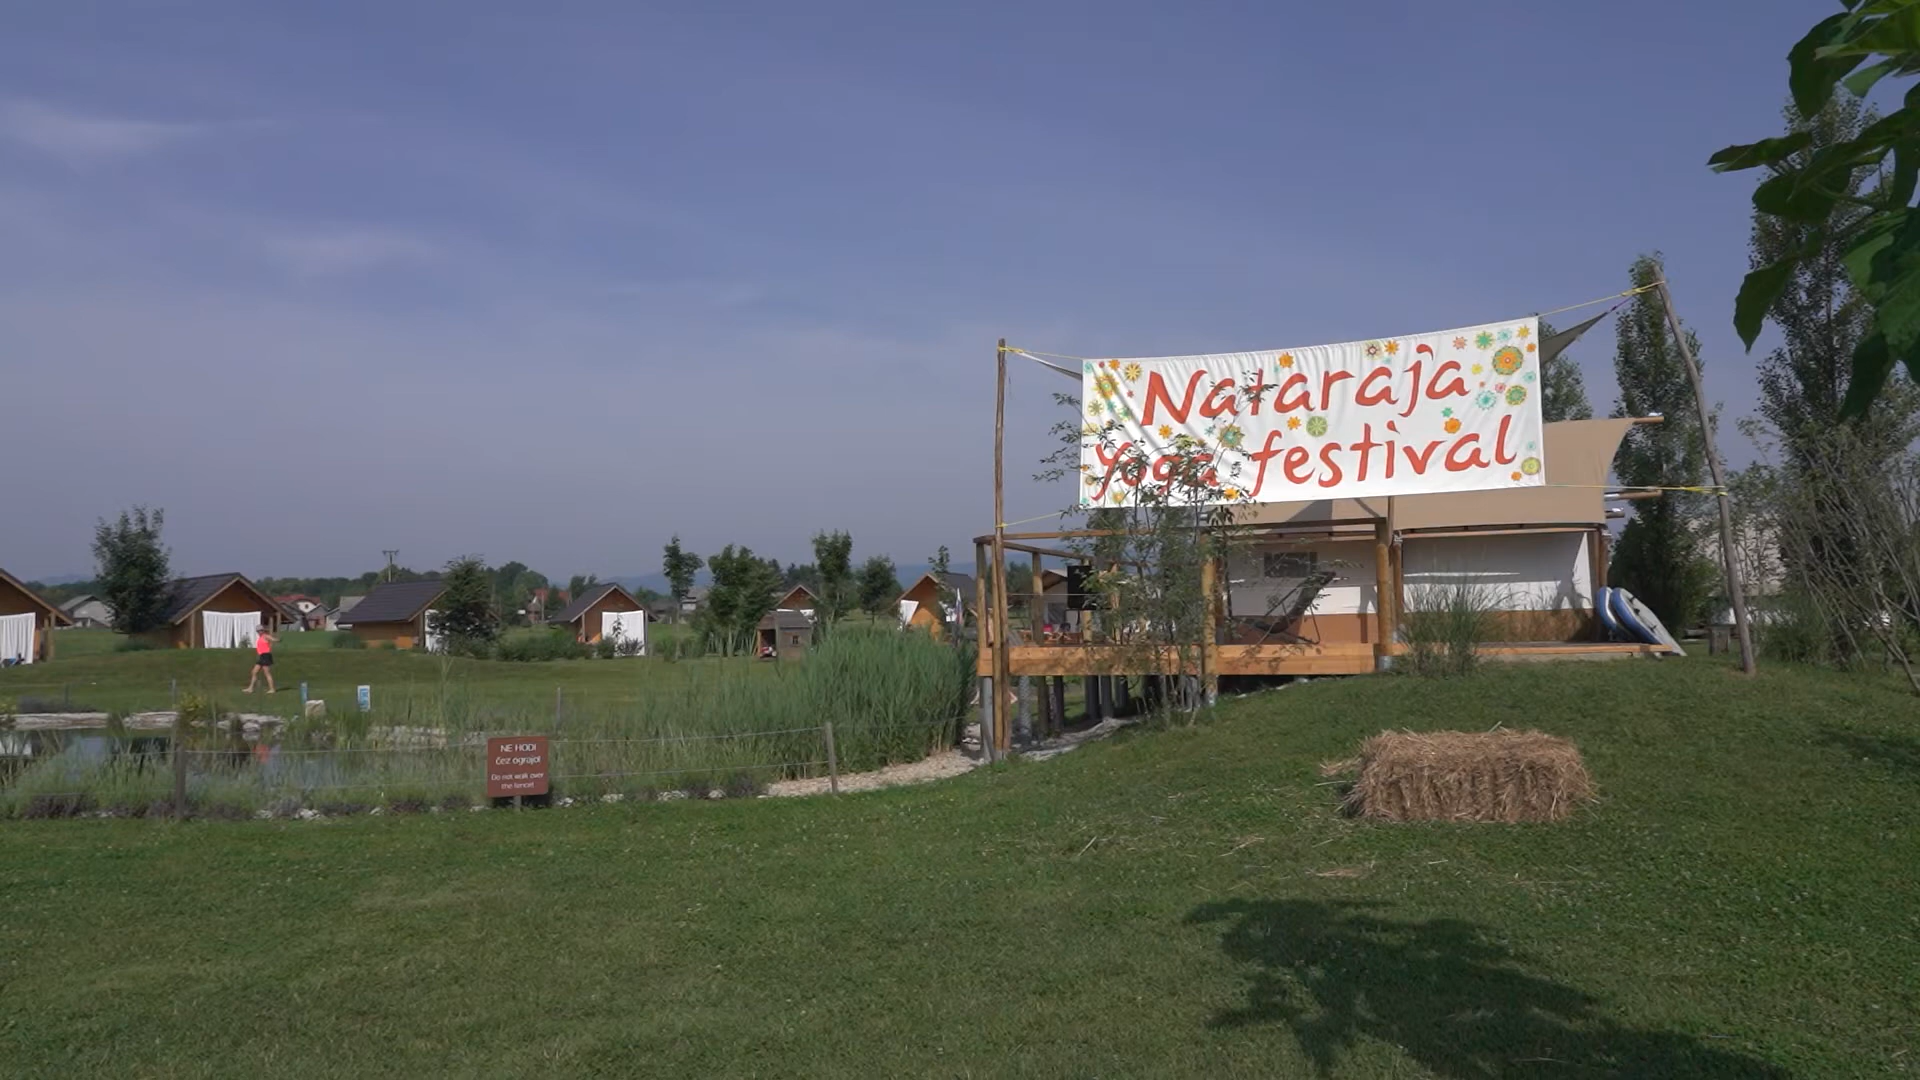 Nataraja
yoga festival
NE HODI
čez ograjo!
Do not walk over
the fence!